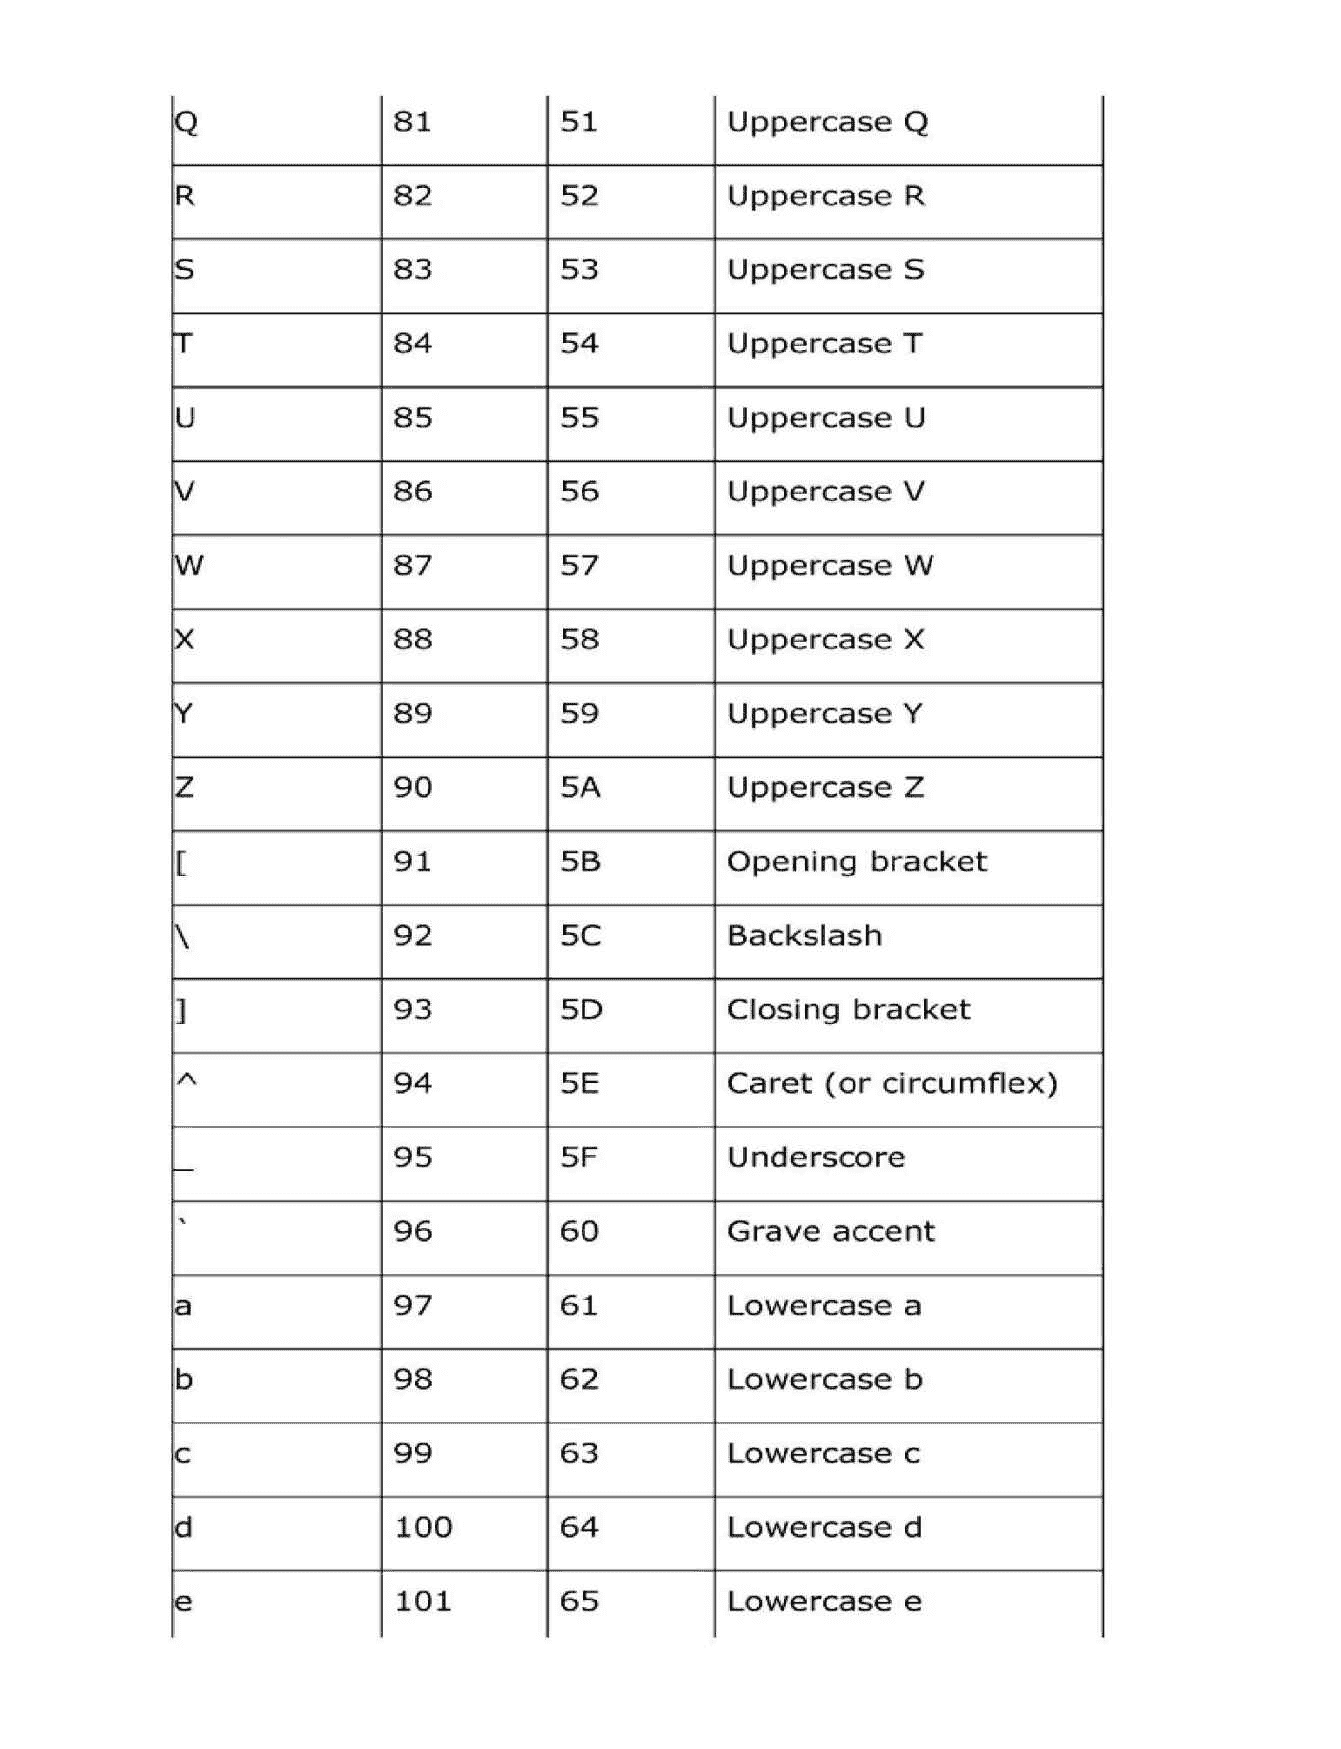 Q 81 51 Uppercase Q
R 82 52 Uppercase R
S 83 53 Uppercase S
T 84 54 Uppercase T
U 85 55 Uppercase U
V 86 56 Uppercase V
W 87 57 Uppercase W
X 88 58 Uppercase X
Y 89 59 Uppercase Y
Z 90 5A Uppercase Z
[ 91 5B Opening bracket
\ 92 5C Backslash
] 93 5D Closing bracket
^ 94 5E Caret (or circumflex)
_ 95 5F Underscore
` 96 60 Grave accent
a 97 61 Lowercase a
b 98 62 Lowercase b
c 99 63 Lowercase c
d 100 64 Lowercase d
e 101 65 Lowercase e